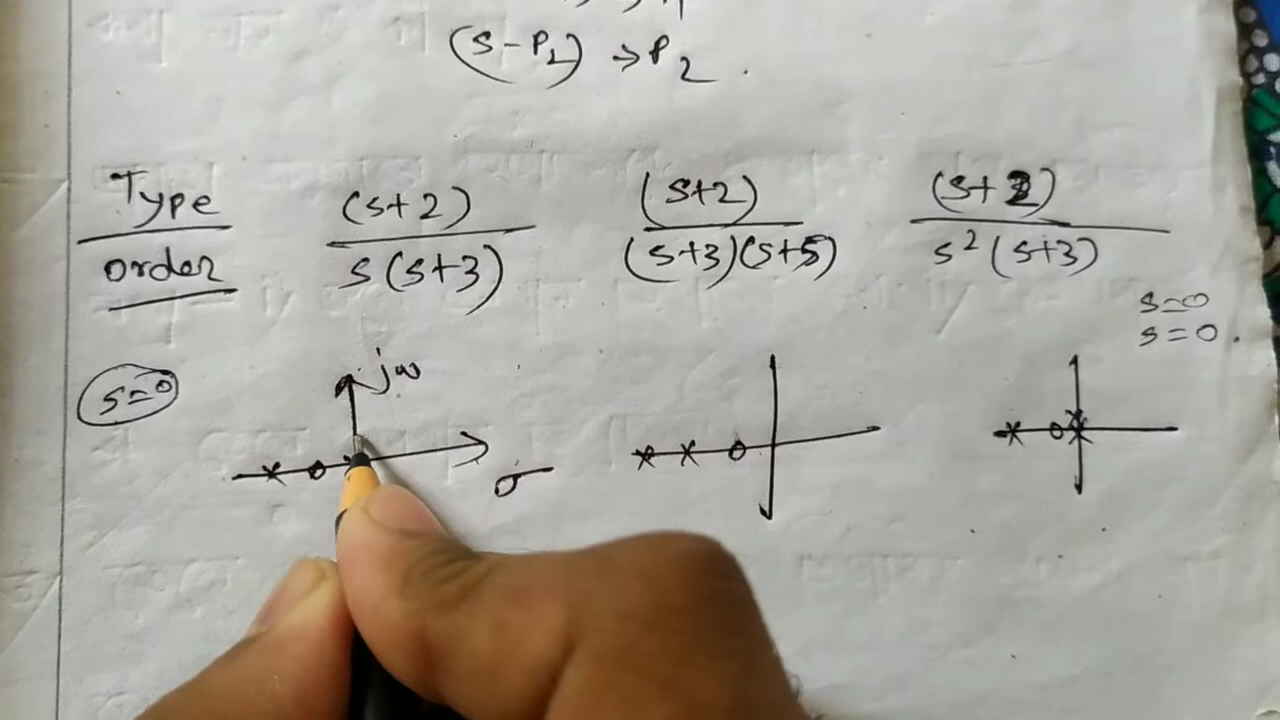 (s-P2) → P2.
Type (s+2) (s+2) (s+2)
order s(s+3) (s+3)(s+5) s²(s+3)
s=0
s=0.
s=0 jω
σ